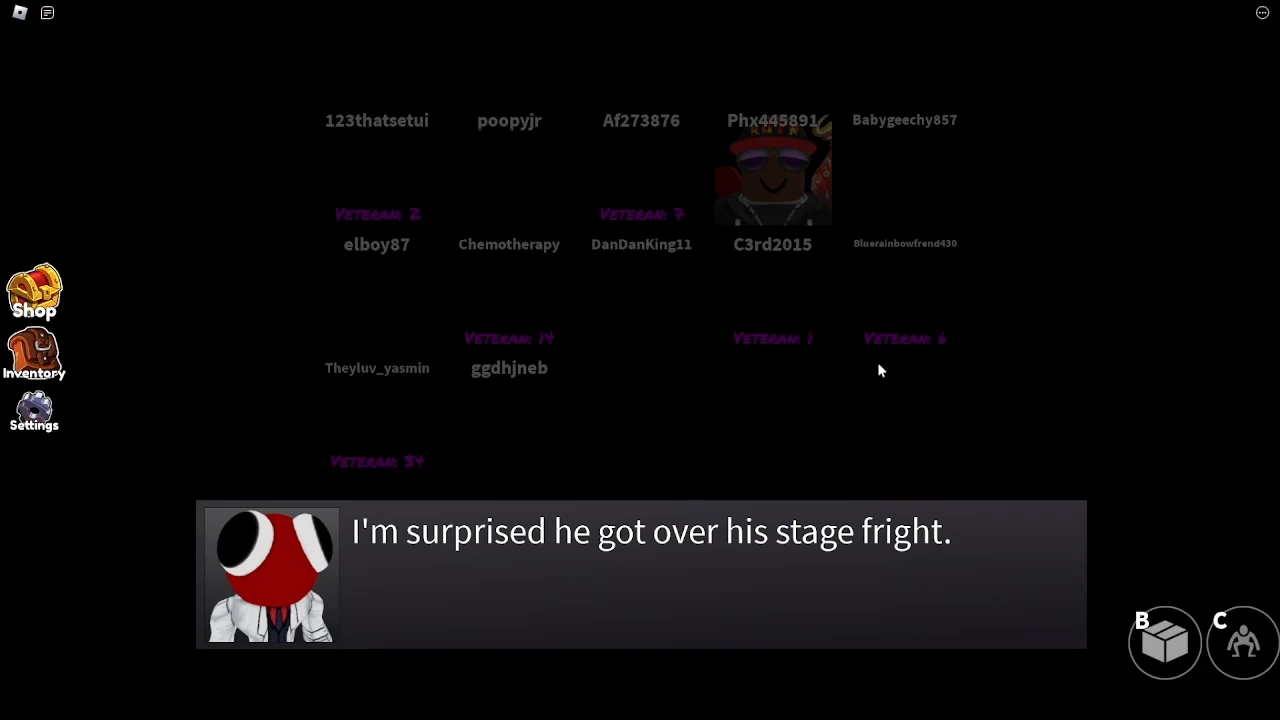 123thatsetui poopyjr Af273876 Phx445891 Babygeechy857
VETERAN: 2 VETERAN: 7
elboy87 Chemotherapy DanDanKing11 C3rd2015 Bluerainbowfrend430
Shop
VETERAN: 14 VETERAN: 1 VETERAN: 6
Theyluv_yasmin ggdhjneb
Inventory
Settings
VETERAN: 34
I'm surprised he got over his stage fright.
B C